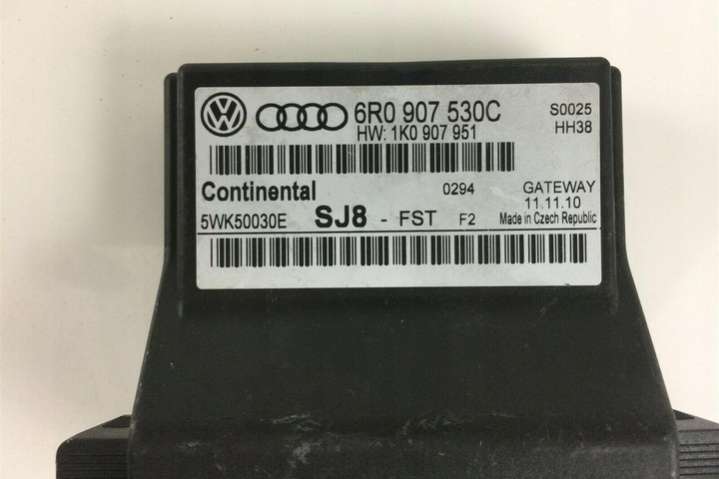 6R0 907 530C S0025
HW: 1K0 907 951 HH38
Continental 0294 GATEWAY
11.11.10
5WK50030E SJ8 - FST F2 Made in Czech Republic